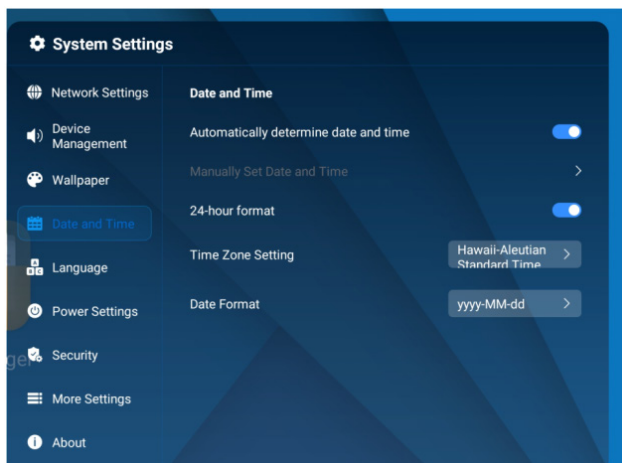 System Settings
Network Settings
Device
Management
Wallpaper
Date and Time
Language
Power Settings
Security
More Settings
About
Date and Time
Automatically determine date and time
Manually Set Date and Time
24-hour format
Time Zone Setting
Hawaii-Aleutian
Standard Time
Date Format
yyyy-MM-dd